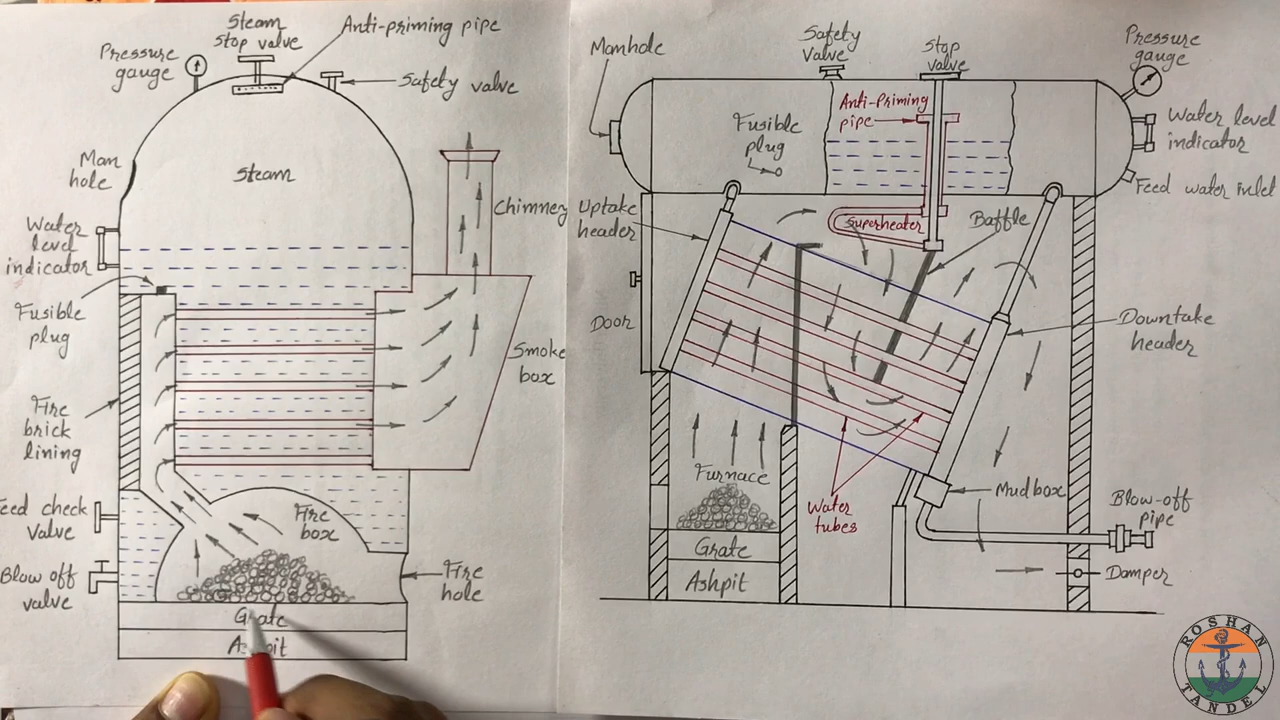 Steam
Stop valve
Anti-priming pipe
Pressure
gauge
Safety valve
Man
hole
Steam
Chimney
Water
level
indicator
Fusible
plug
Smoke
box
Fire
brick
lining
Feed check
Valve
Fire
box
Blow off
valve
Fire
hole
Grate
Ashpit
Manhole
Safety
Valve
Stop
valve
Pressure
gauge
Anti-Priming
pipe
Fusible
plug
Water level
indicator
Feed water inlet
Uptake
header
Superheater
Baffle
Door
Downtake
header
Furnace
Water
tubes
Mudbox
Blow-off
pipe
Grate
Ashpit
Damper
ROSHAN
TANDEL